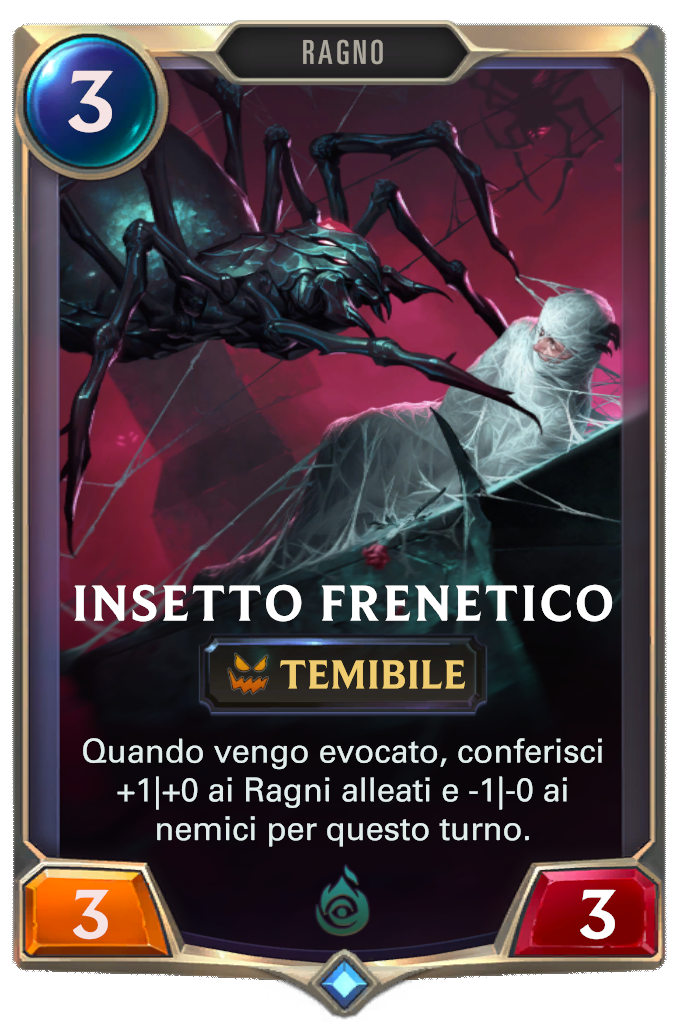 RAGNO
3
INSETTO FRENETICO
TEMIBILE
Quando vengo evocato, conferisci
+1|+0 ai Ragni alleati e -1|-0 ai
nemici per questo turno.
3
3